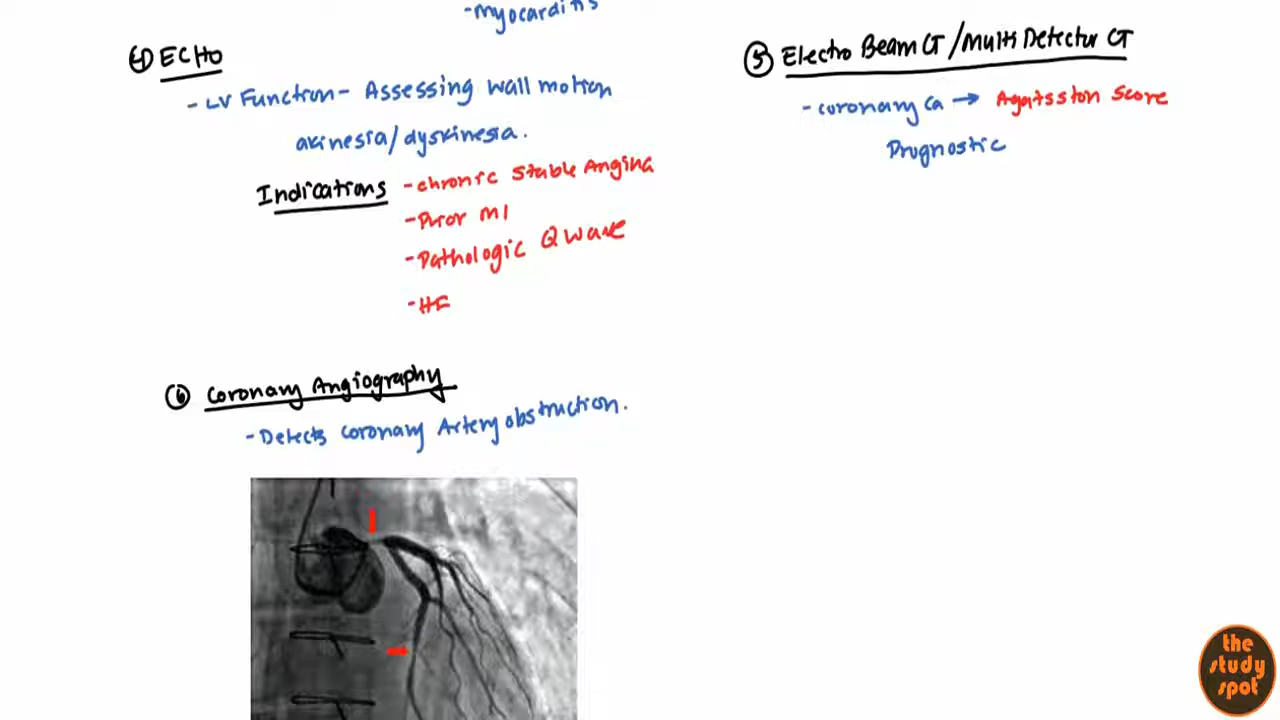 -Myocarditis
④ ECHO
- LV Function - Assessing wall motion
akinesia/dyskinesia.
Indications
- chronic Stable Angina
- Prior MI
- Pathologic Q wave
- HF
⑤ Electro Beam CT / Multi Detector CT
- coronary Ca → Agatsston Score
Prognostic
⑥ Coronary Angiography
- Detects Coronary Artery obstruction.
the
study
spot